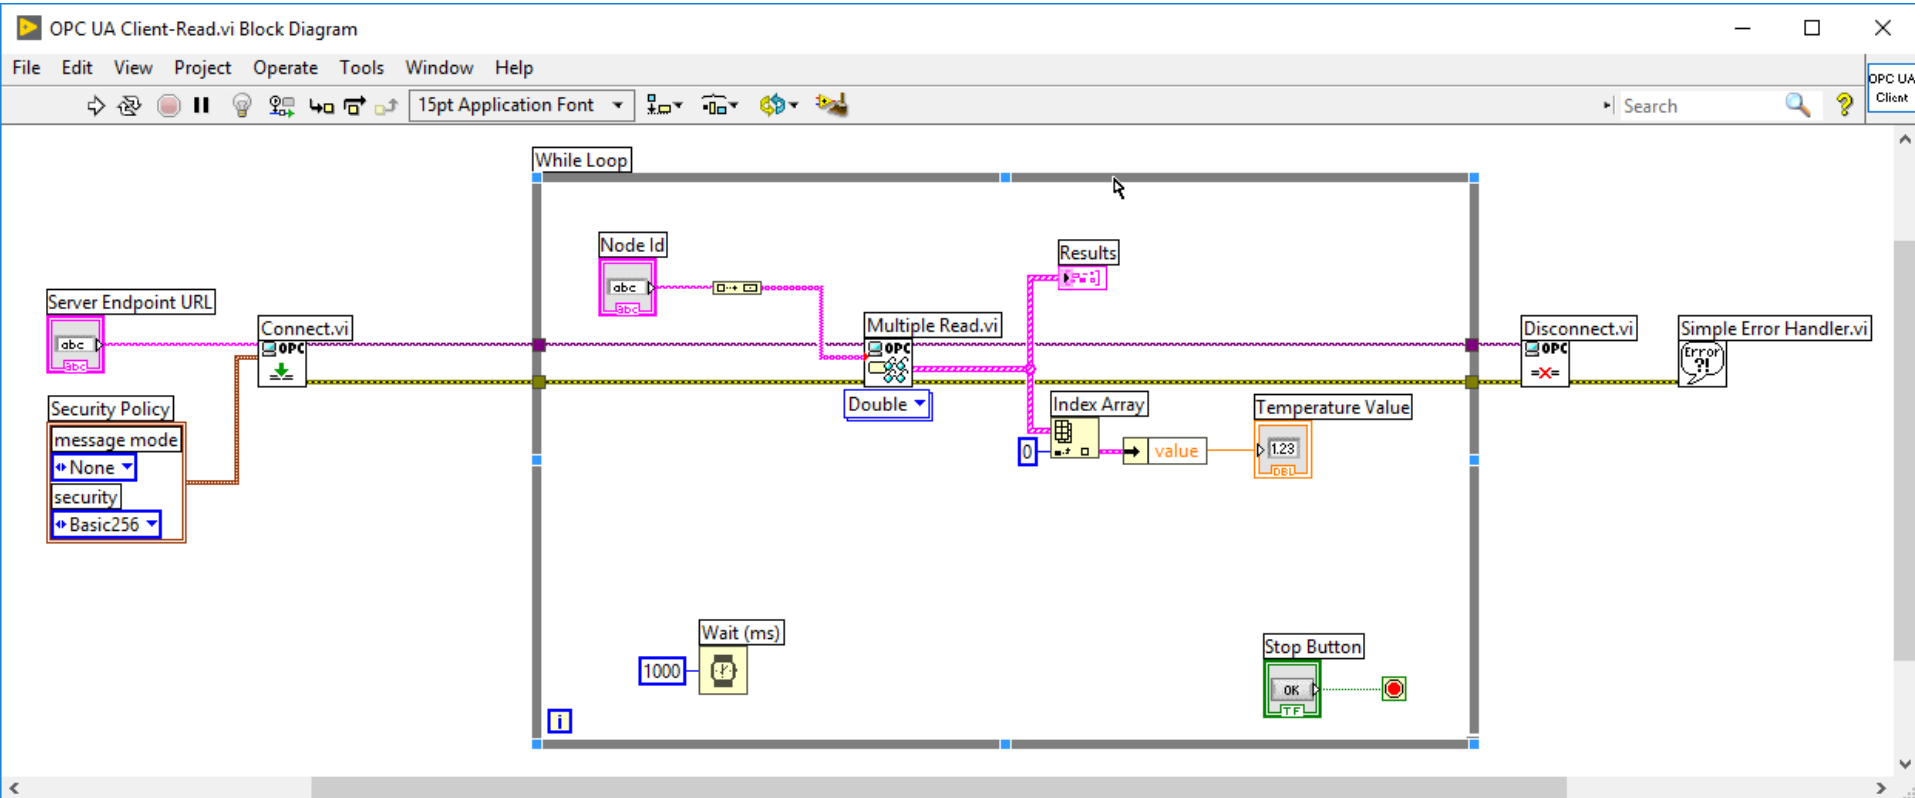 OPC UA Client-Read.vi Block Diagram
File Edit View Project Operate Tools Window Help
OPC UA
Client
15pt Application Font
Search
While Loop
Node Id
abc
abc
Results
Server Endpoint URL
abc
abc
Connect.vi
OPC
Multiple Read.vi
OPC
Double
Disconnect.vi
OPC
Simple Error Handler.vi
Error
?!
Security Policy
message mode
None
security
Basic256
Index Array
0
value
Temperature Value
1.23
DBL
Wait (ms)
1000
Stop Button
OK
TF
i